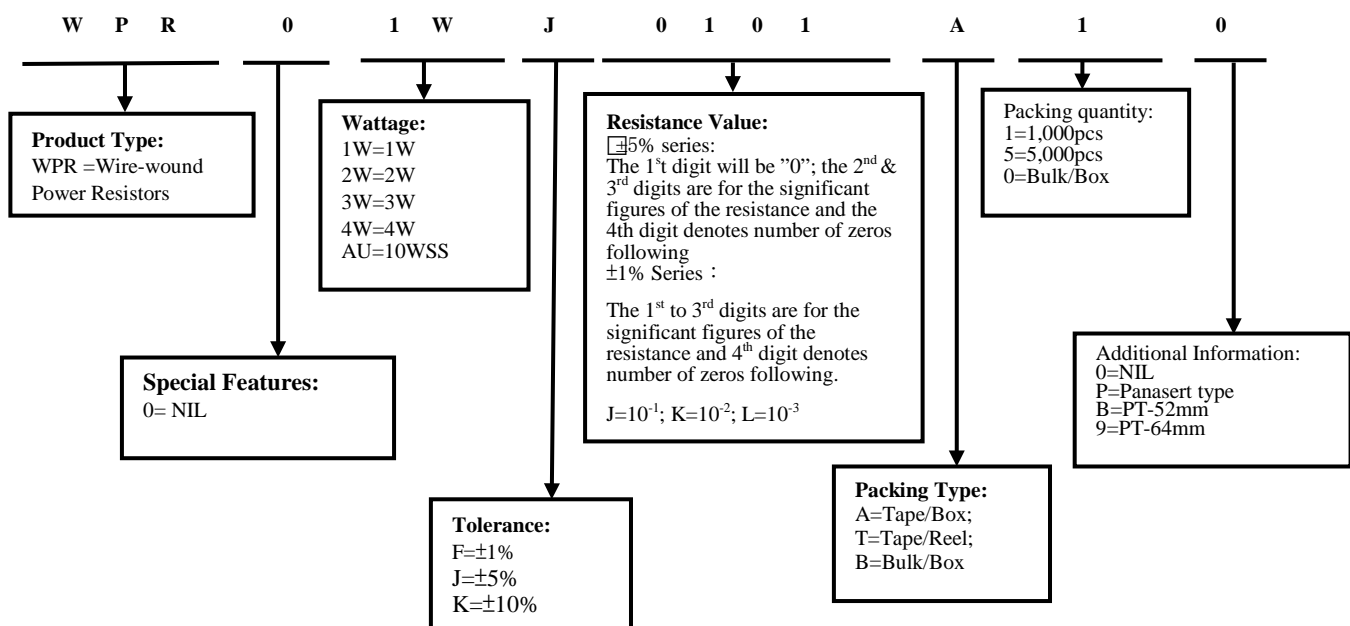 W P R 0 1 W J 0 1 0 1 A 1 0
Product Type:
WPR =Wire-wound
Power Resistors
Special Features:
0= NIL
Wattage:
1W=1W
2W=2W
3W=3W
4W=4W
AU=10WSS
Tolerance:
F=±1%
J=±5%
K=±10%
Resistance Value:
±5% series:
The 1'st digit will be ”0”; the 2nd &
3rd digits are for the significant
figures of the resistance and the
4th digit denotes number of zeros
following
±1% Series：
The 1st to 3rd digits are for the
significant figures of the
resistance and 4th digit denotes
number of zeros following.
J=10-1; K=10-2; L=10-3
Packing Type:
A=Tape/Box;
T=Tape/Reel;
B=Bulk/Box
Packing quantity:
1=1,000pcs
5=5,000pcs
0=Bulk/Box
Additional Information:
0=NIL
P=Panasert type
B=PT-52mm
9=PT-64mm